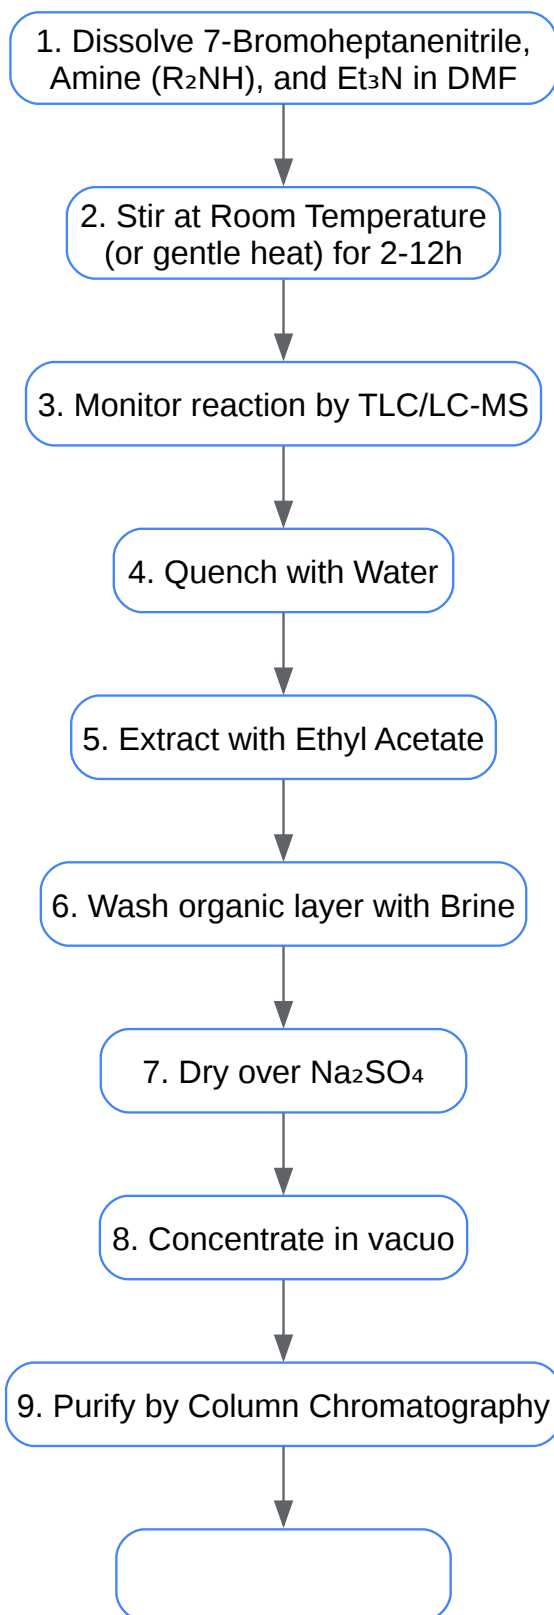 1. Dissolve 7-Bromoheptanenitrile,
Amine (R₂NH), and Et₃N in DMF
2. Stir at Room Temperature
(or gentle heat) for 2-12h
3. Monitor reaction by TLC/LC-MS
4. Quench with Water
5. Extract with Ethyl Acetate
6. Wash organic layer with Brine
7. Dry over Na₂SO₄
8. Concentrate in vacuo
9. Purify by Column Chromatography